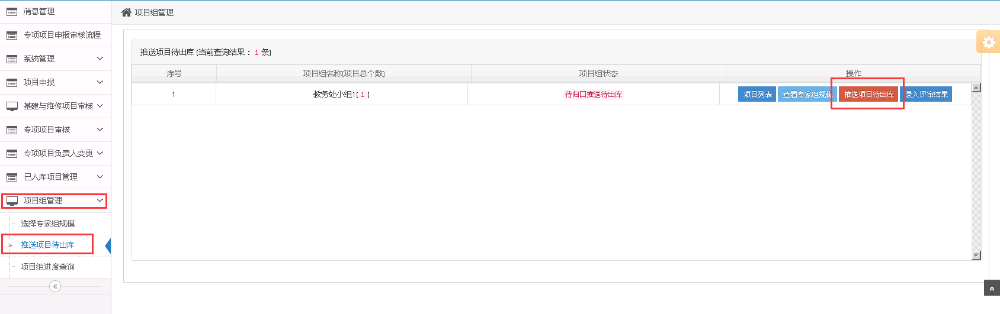 消息管理
专项项目申报审核流程
系统管理
项目申报
基建与维修项目审核
专项项目审核
专项项目负责人变更
已入库项目管理
项目组管理
选择专家组规模
推送项目待出库
项目组进度查询
项目组管理
推送项目待出库 (当前查询结果： 1 条)
序号 项目组名称(项目总个数) 项目组状态 操作
1 教务处小组1( 1 ) 待归口推送待出库 项目列表 查看专家组规模 推送项目待出库 录入评审结果